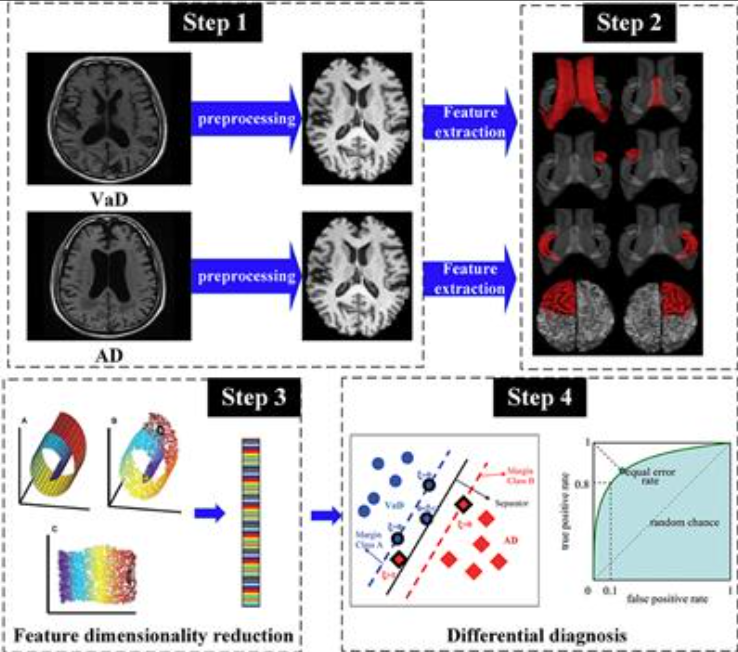 Step 1
Step 2
preprocessing
Feature
extraction
VaD
preprocessing
Feature
extraction
AD
Step 3
Step 4
A
B
C
Feature dimensionality reduction
VaD
Margin
Class A
Margin
Class B
Separator
AD
1
0.8
0
0.1
1
true positive rate
equal error
rate
random chance
false positive rate
Differential diagnosis